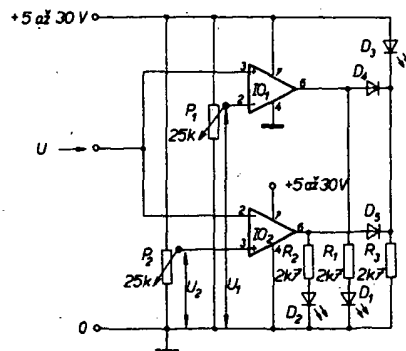 +5 až 30 V
D₃
3
7
IO₁
6
D₄
2
4
P₁
25k
U
+5 až 30V
2
7
IO₂
6
D₅
3
4
R₂
R₁
R₃
2k7
2k7
2k7
P₂
25k
U₂
U₁
D₂
D₁
0